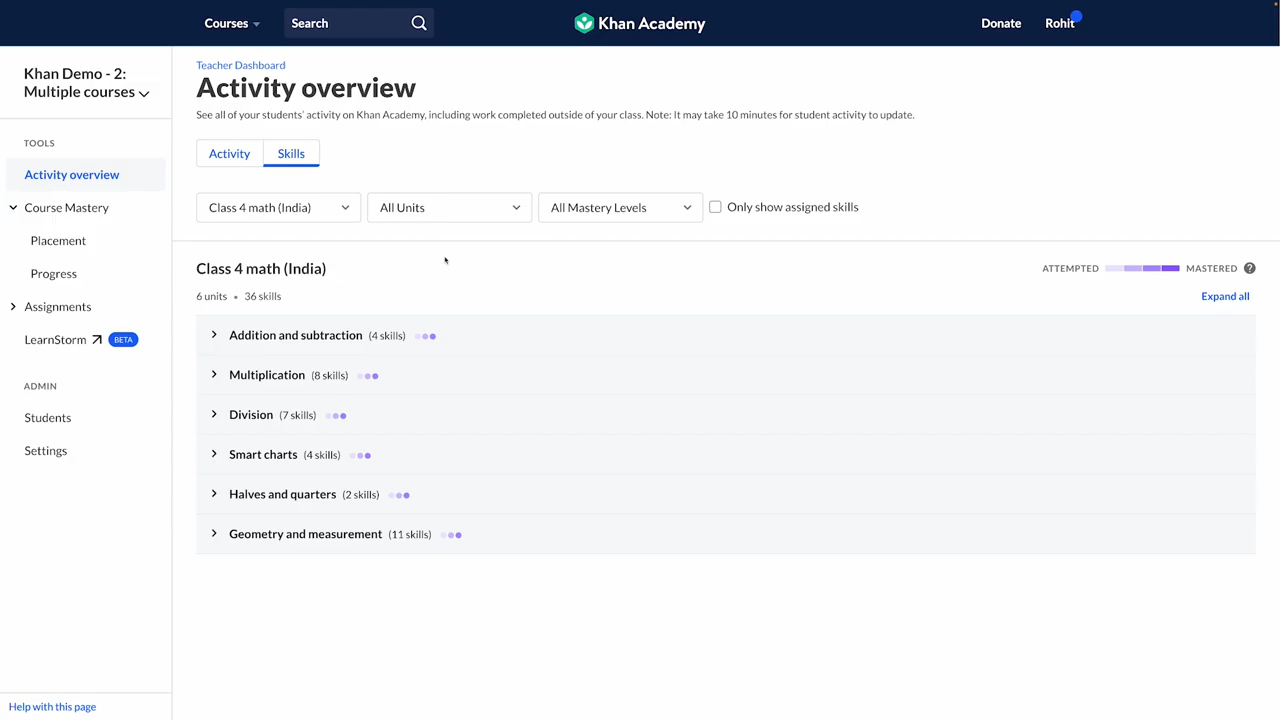 Courses
Search
Khan Academy
Donate
Rohit
Khan Demo - 2:
Multiple courses
TOOLS
Activity overview
Course Mastery
Placement
Progress
Assignments
LearnStorm BETA
ADMIN
Students
Settings
Help with this page
Teacher Dashboard
Activity overview
See all of your students' activity on Khan Academy, including work completed outside of your class. Note: It may take 10 minutes for student activity to update.
Activity Skills
Class 4 math (India) All Units All Mastery Levels Only show assigned skills
Class 4 math (India)
ATTEMPTED MASTERED ?
6 units • 36 skills
Expand all
Addition and subtraction (4 skills)
Multiplication (8 skills)
Division (7 skills)
Smart charts (4 skills)
Halves and quarters (2 skills)
Geometry and measurement (11 skills)